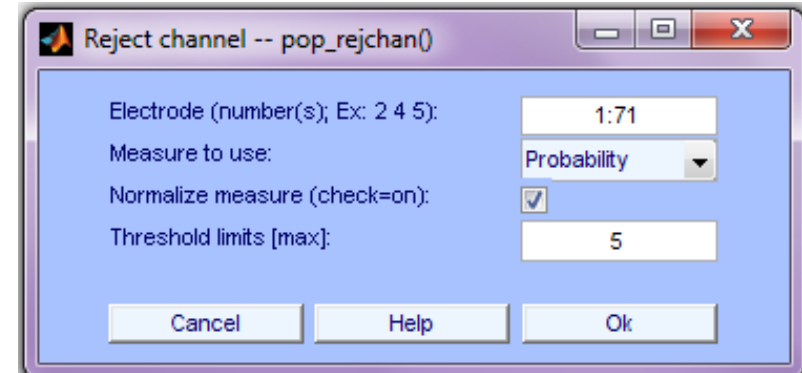 Reject channel -- pop_rejchan()
Electrode (number(s); Ex: 2 4 5): 1:71
Measure to use: Probability
Normalize measure (check=on):
Threshold limits [max]: 5
Cancel Help Ok